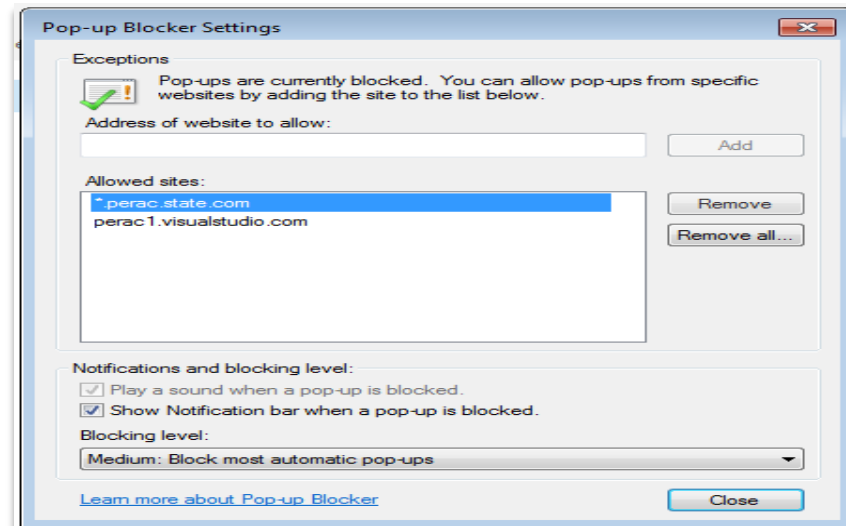 Pop-up Blocker Settings
Exceptions
Pop-ups are currently blocked. You can allow pop-ups from specific
websites by adding the site to the list below.
Address of website to allow:
Add
Allowed sites:
*.perac.state.com
Remove
perac1.visualstudio.com
Remove all...
Notifications and blocking level:
Play a sound when a pop-up is blocked.
Show Notification bar when a pop-up is blocked.
Blocking level:
Medium: Block most automatic pop-ups
Learn more about Pop-up Blocker
Close